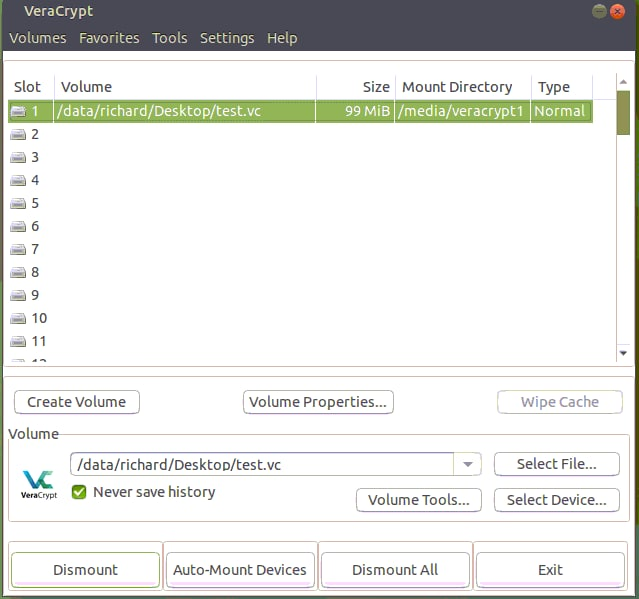 VeraCrypt
Volumes Favorites Tools Settings Help
Slot Volume Size Mount Directory Type
1 /data/richard/Desktop/test.vc 99 MiB /media/veracrypt1 Normal
2
3
4
5
6
7
8
9
10
11
12
Create Volume Volume Properties... Wipe Cache
Volume
/data/richard/Desktop/test.vc Select File...
VeraCrypt Never save history
Volume Tools... Select Device...
Dismount Auto-Mount Devices Dismount All Exit